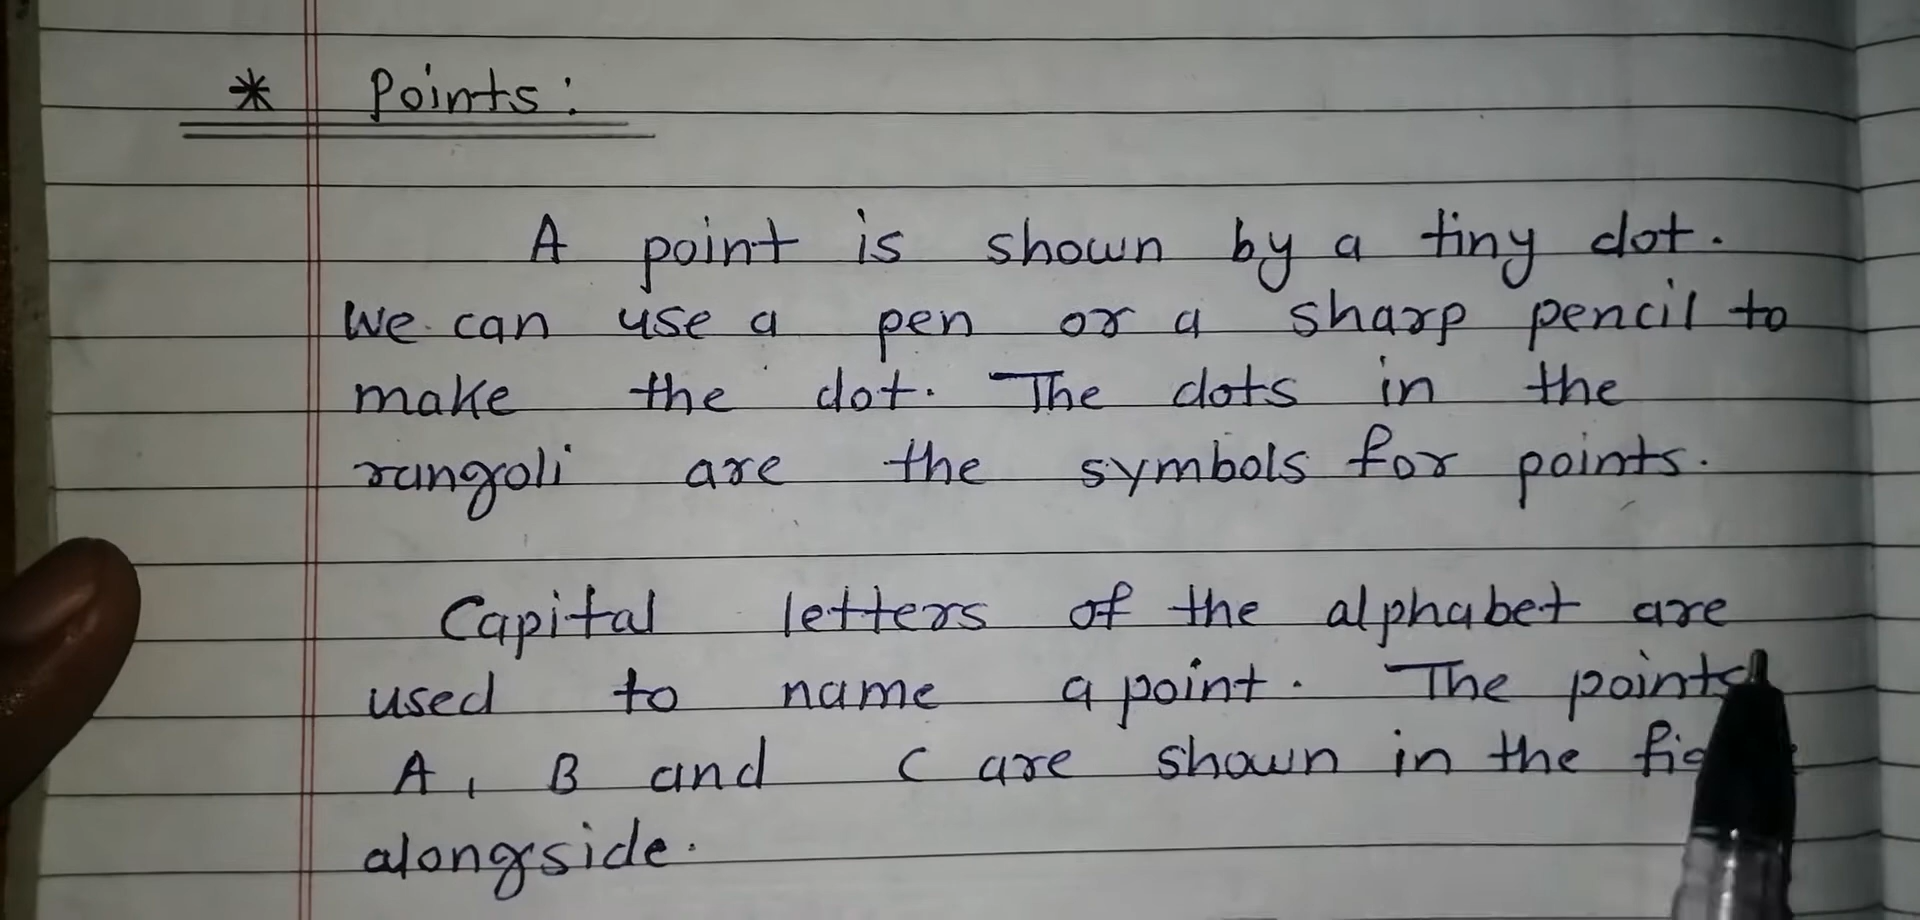 * Points:
A point is shown by a tiny dot.
We can use a pen or a sharp pencil to
make the dot. The dots in the
rangoli are the symbols for points.
Capital letters of the alphabet are
used to name a point. The points
A, B and C are shown in the
alongside.